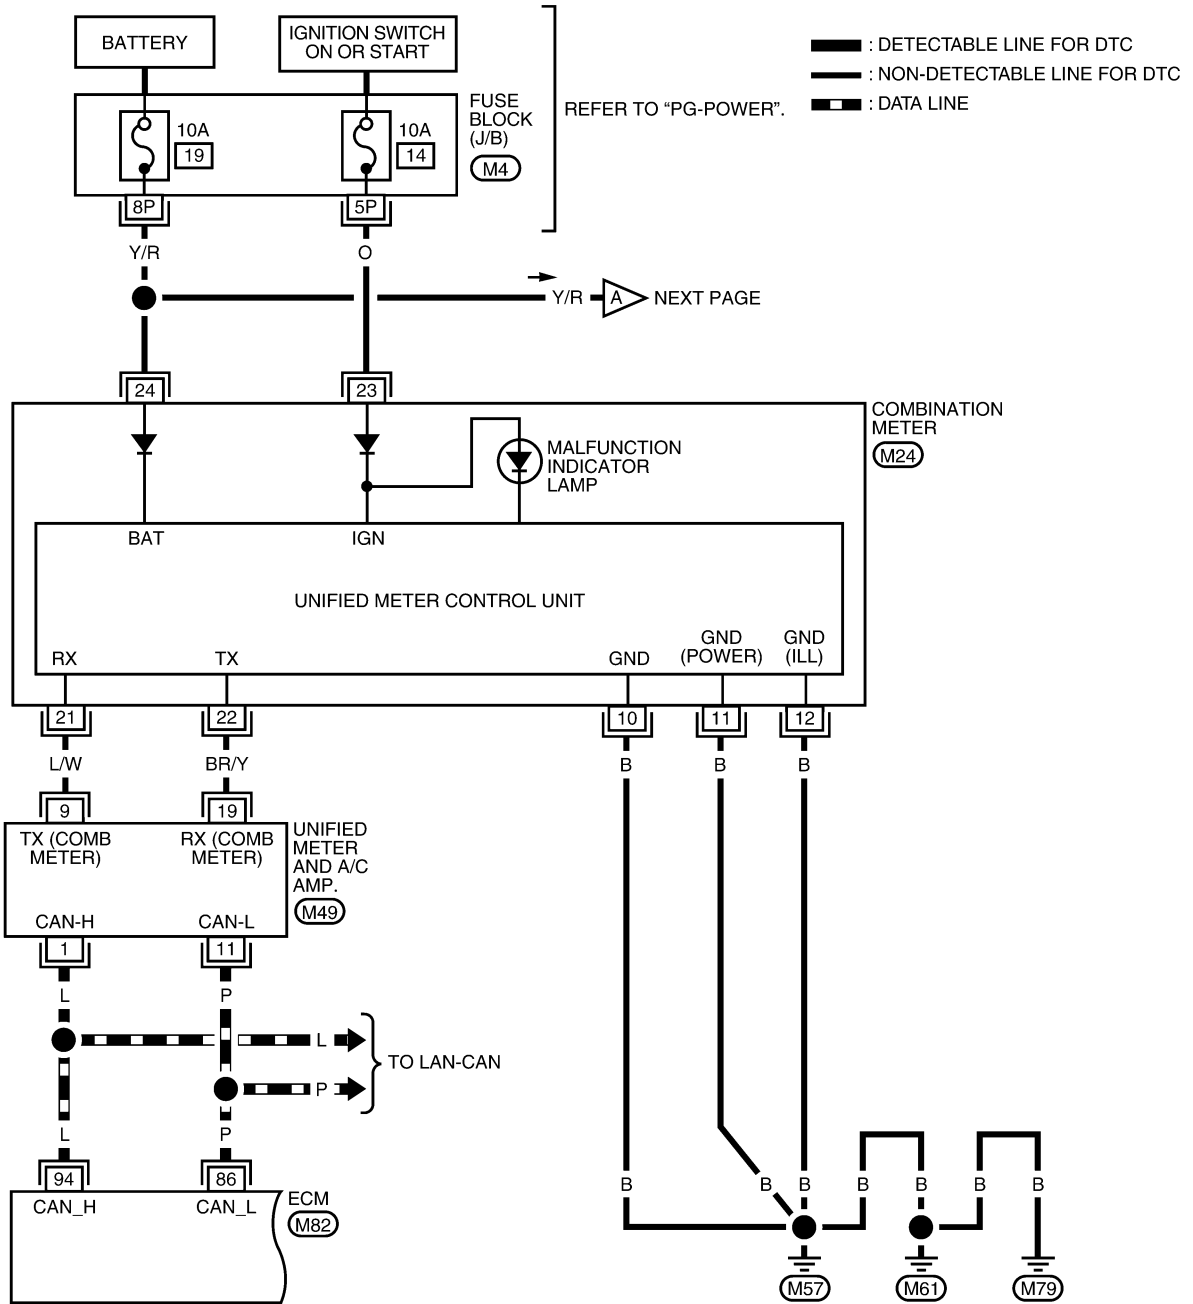 BATTERY
IGNITION SWITCH
ON OR START
: DETECTABLE LINE FOR DTC
: NON-DETECTABLE LINE FOR DTC
: DATA LINE
10A
19
10A
14
FUSE
BLOCK
(J/B)
M4
REFER TO “PG-POWER”.
8P
5P
Y/R
O
Y/R
A
NEXT PAGE
24
23
COMBINATION
METER
M24
MALFUNCTION
INDICATOR
LAMP
BAT
IGN
UNIFIED METER CONTROL UNIT
RX
TX
GND
GND
(POWER)
GND
(ILL)
21
22
10
11
12
L/W
BR/Y
B
B
B
9
19
TX (COMB
METER)
RX (COMB
METER)
UNIFIED
METER
AND A/C
AMP.
M49
CAN-H
CAN-L
1
11
L
P
L
P
TO LAN-CAN
L
P
94
86
CAN_H
CAN_L
ECM
M82
B
B
B
B
B
B
B
M57
M61
M79